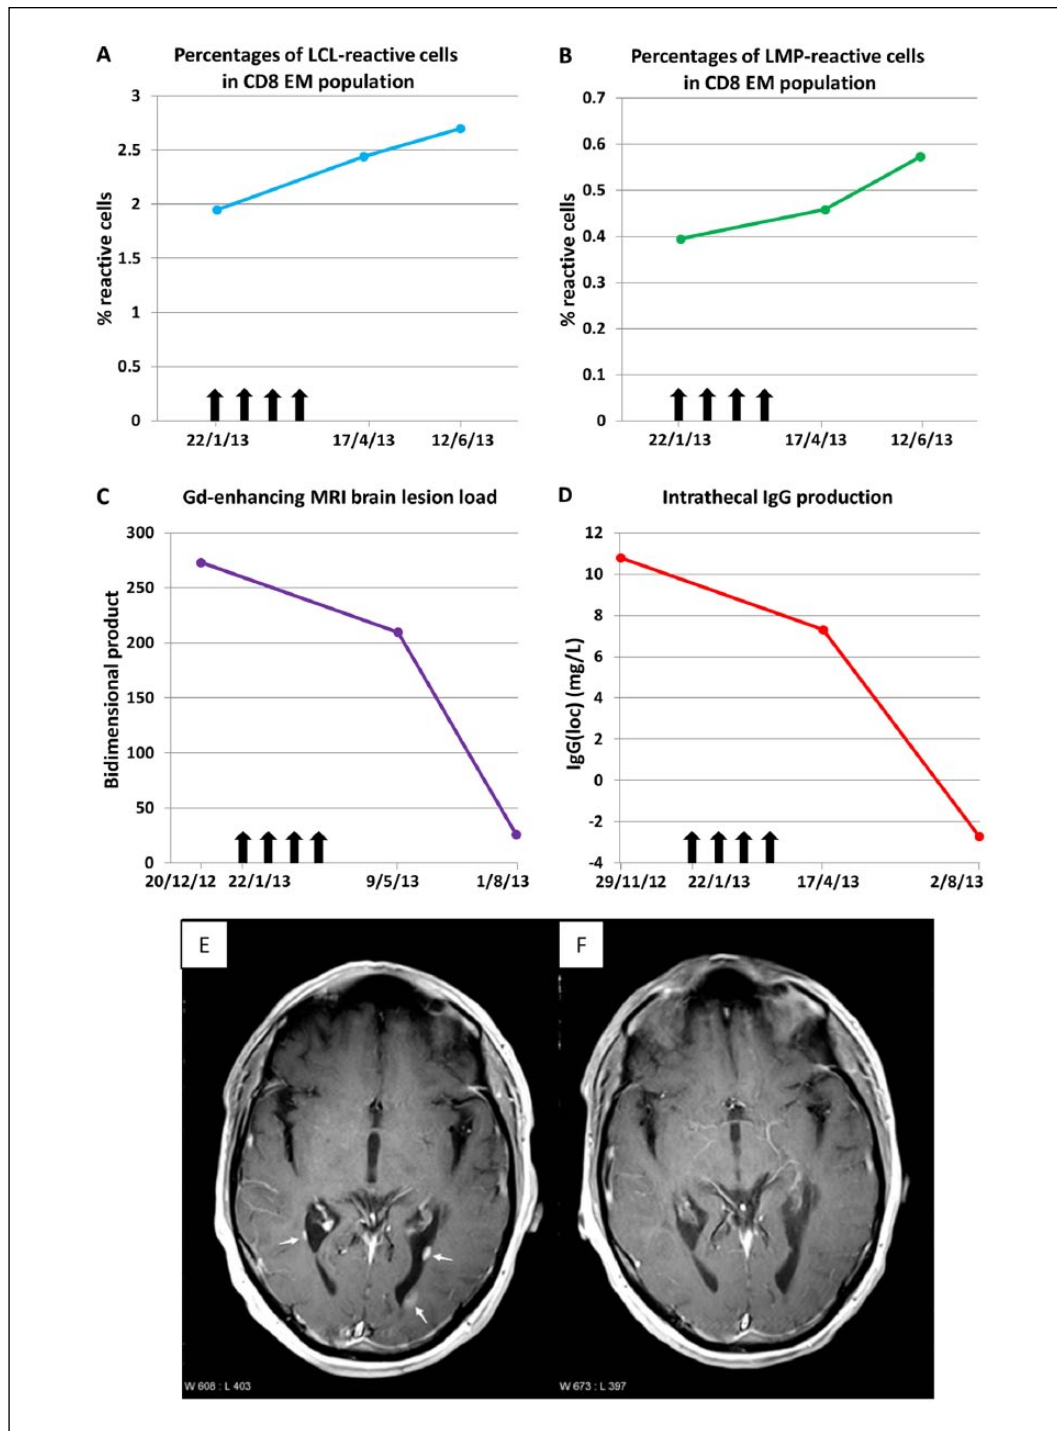 A
Percentages of LCL-reactive cells
in CD8 EM population
3
2.5
2
1.5
1
0.5
0
% reactive cells
22/1/13
17/4/13
12/6/13
B
Percentages of LMP-reactive cells
in CD8 EM population
0.7
0.6
0.5
0.4
0.3
0.2
0.1
0
% reactive cells
22/1/13
17/4/13
12/6/13
C
Gd-enhancing MRI brain lesion load
300
250
200
150
100
50
0
Bidimensional product
20/12/12
22/1/13
9/5/13
1/8/13
D
Intrathecal IgG production
12
10
8
6
4
2
0
-2
-4
IgG(loc) (mg/L)
29/11/12
22/1/13
17/4/13
2/8/13
E
W 608 : L 403
F
W 673 : L 397